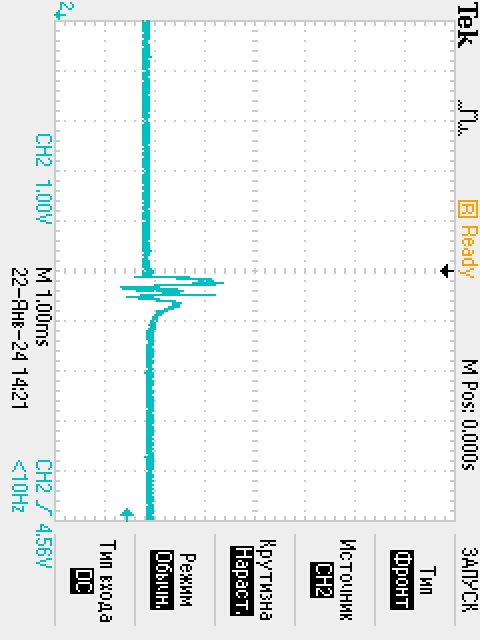 Tek
R Ready
M Pos: 0.000s
ЗАПУСК
Тип
Фронт
Источник
CH2
Крутизна
Нараст
Режим
Обычн.
Тип входа
DC
2
CH2 1.00V
M 1.00ms
CH2 / 4.56V
22-Янв-24 14:21
<10Hz